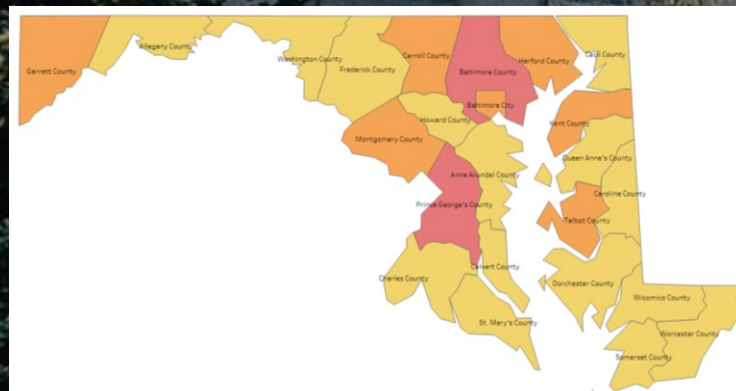 Garrett County
Allegany County
Washington County
Frederick County
Carroll County
Baltimore County
Harford County
Cecil County
Baltimore City
Howard County
Montgomery County
Kent County
Queen Anne's County
Anne Arundel County
Caroline County
Prince George's County
Talbot County
Charles County
Calvert County
Dorchester County
St. Mary's County
Wicomico County
Worcester County
Somerset County